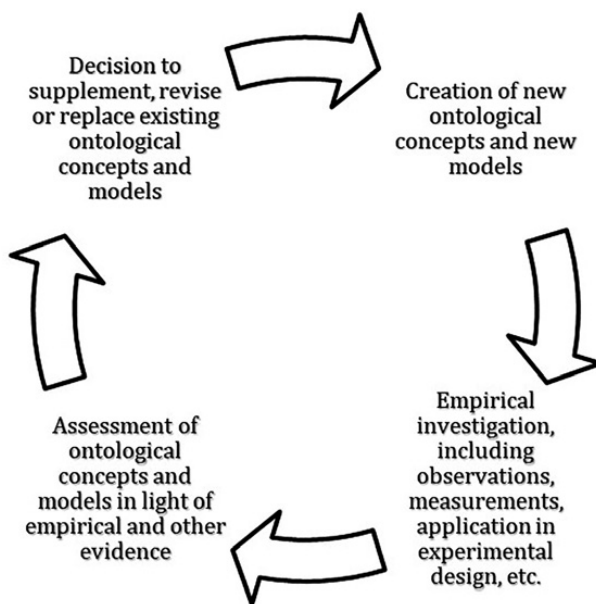 Decision to
supplement, revise
or replace existing
ontological
concepts and
models
Creation of new
ontological
concepts and new
models
Empirical
investigation,
including
observations,
measurements,
application in
experimental
design, etc.
Assessment of
ontological
concepts and
models in light of
empirical and other
evidence